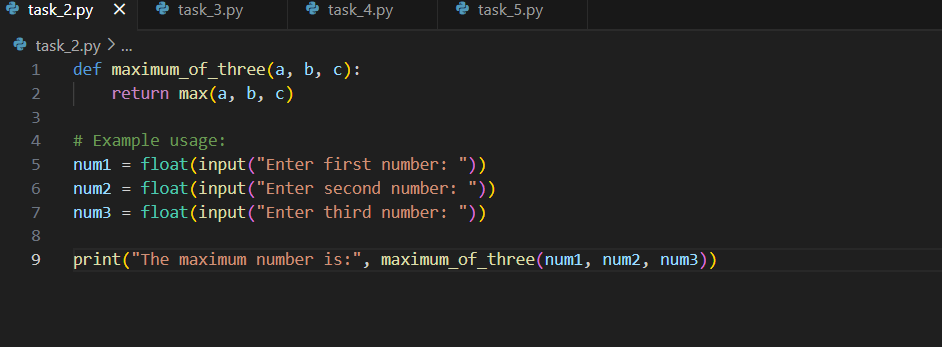 task_2.py × task_3.py task_4.py task_5.py
task_2.py > ...
1 def maximum_of_three(a, b, c):
2     return max(a, b, c)
3
4 # Example usage:
5 num1 = float(input("Enter first number: "))
6 num2 = float(input("Enter second number: "))
7 num3 = float(input("Enter third number: "))
8
9 print("The maximum number is:", maximum_of_three(num1, num2, num3))